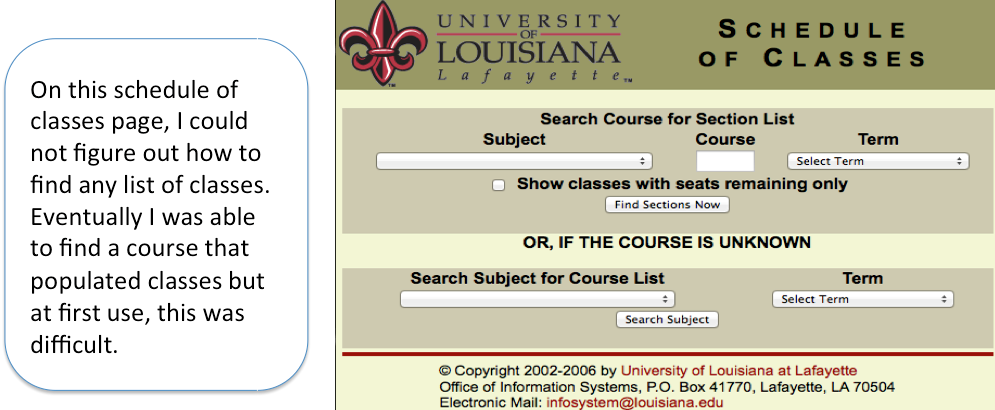 On this schedule of
classes page, I could
not figure out how to
find any list of classes.
Eventually I was able
to find a course that
populated classes but
at first use, this was
difficult.
UNIVERSITY
OF
LOUISIANA
Lafayette™
SCHEDULE
OF CLASSES
Search Course for Section List
Subject Course Term
Select Term
Show classes with seats remaining only
Find Sections Now
OR, IF THE COURSE IS UNKNOWN
Search Subject for Course List Term
Select Term
Search Subject
© Copyright 2002-2006 by University of Louisiana at Lafayette
Office of Information Systems, P.O. Box 41770, Lafayette, LA 70504
Electronic Mail: infosystem@louisiana.edu